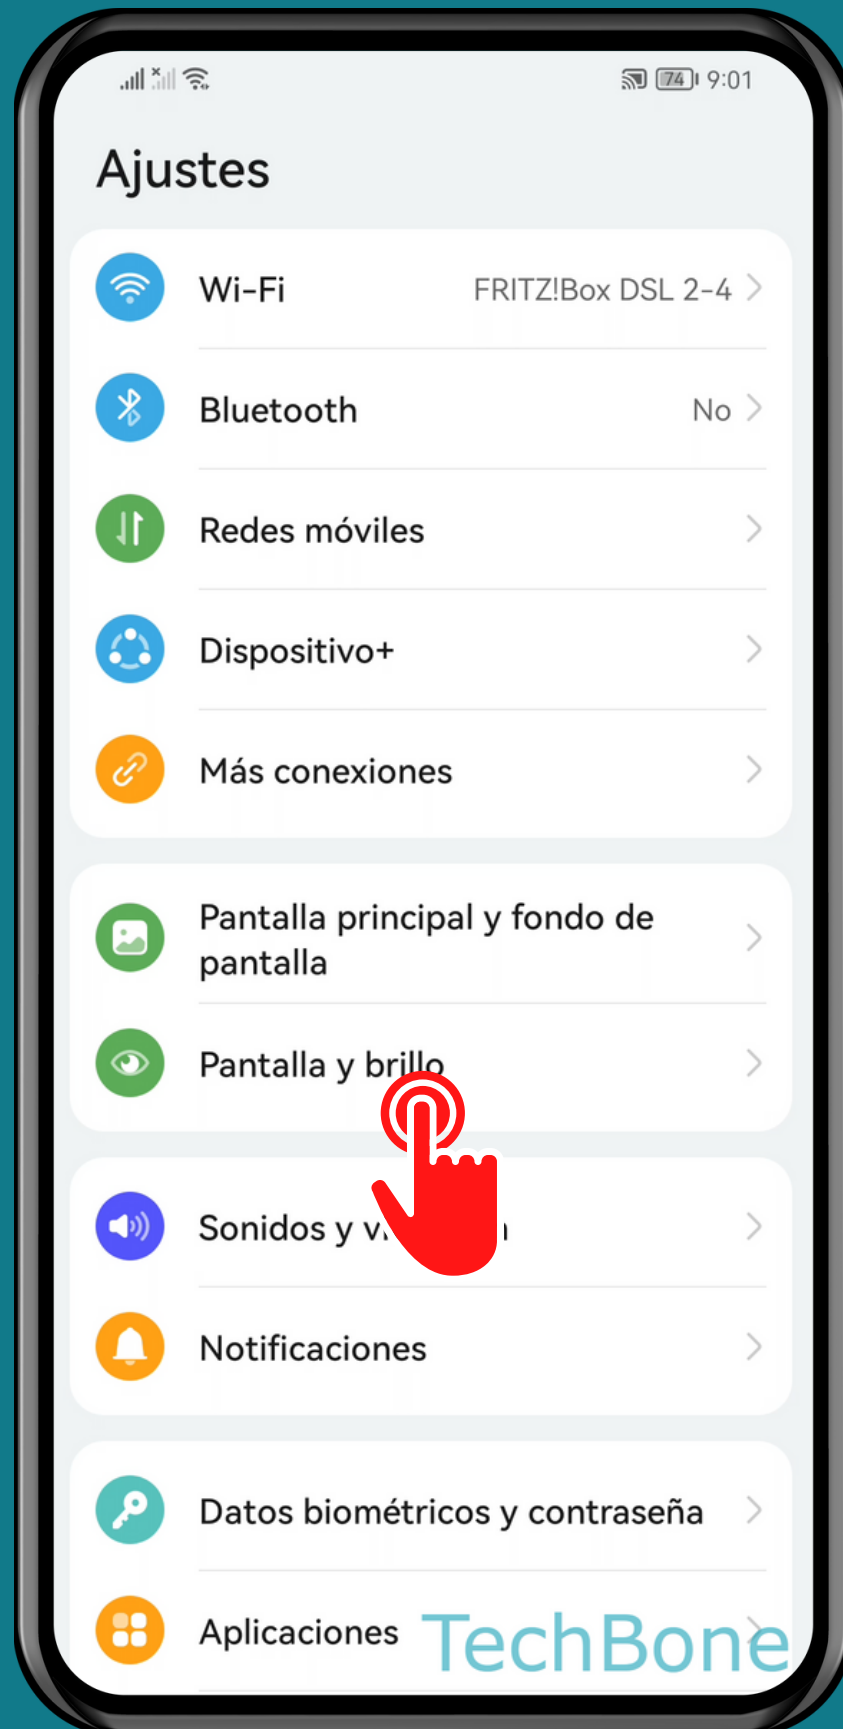 74 9:01
Ajustes
Wi-Fi FRITZ!Box DSL 2-4
Bluetooth No
Redes móviles
Dispositivo+
Más conexiones
Pantalla principal y fondo de
pantalla
Pantalla y brillo
Sonidos y
Notificaciones
Datos biométricos y contraseña
Aplicaciones
TechBone